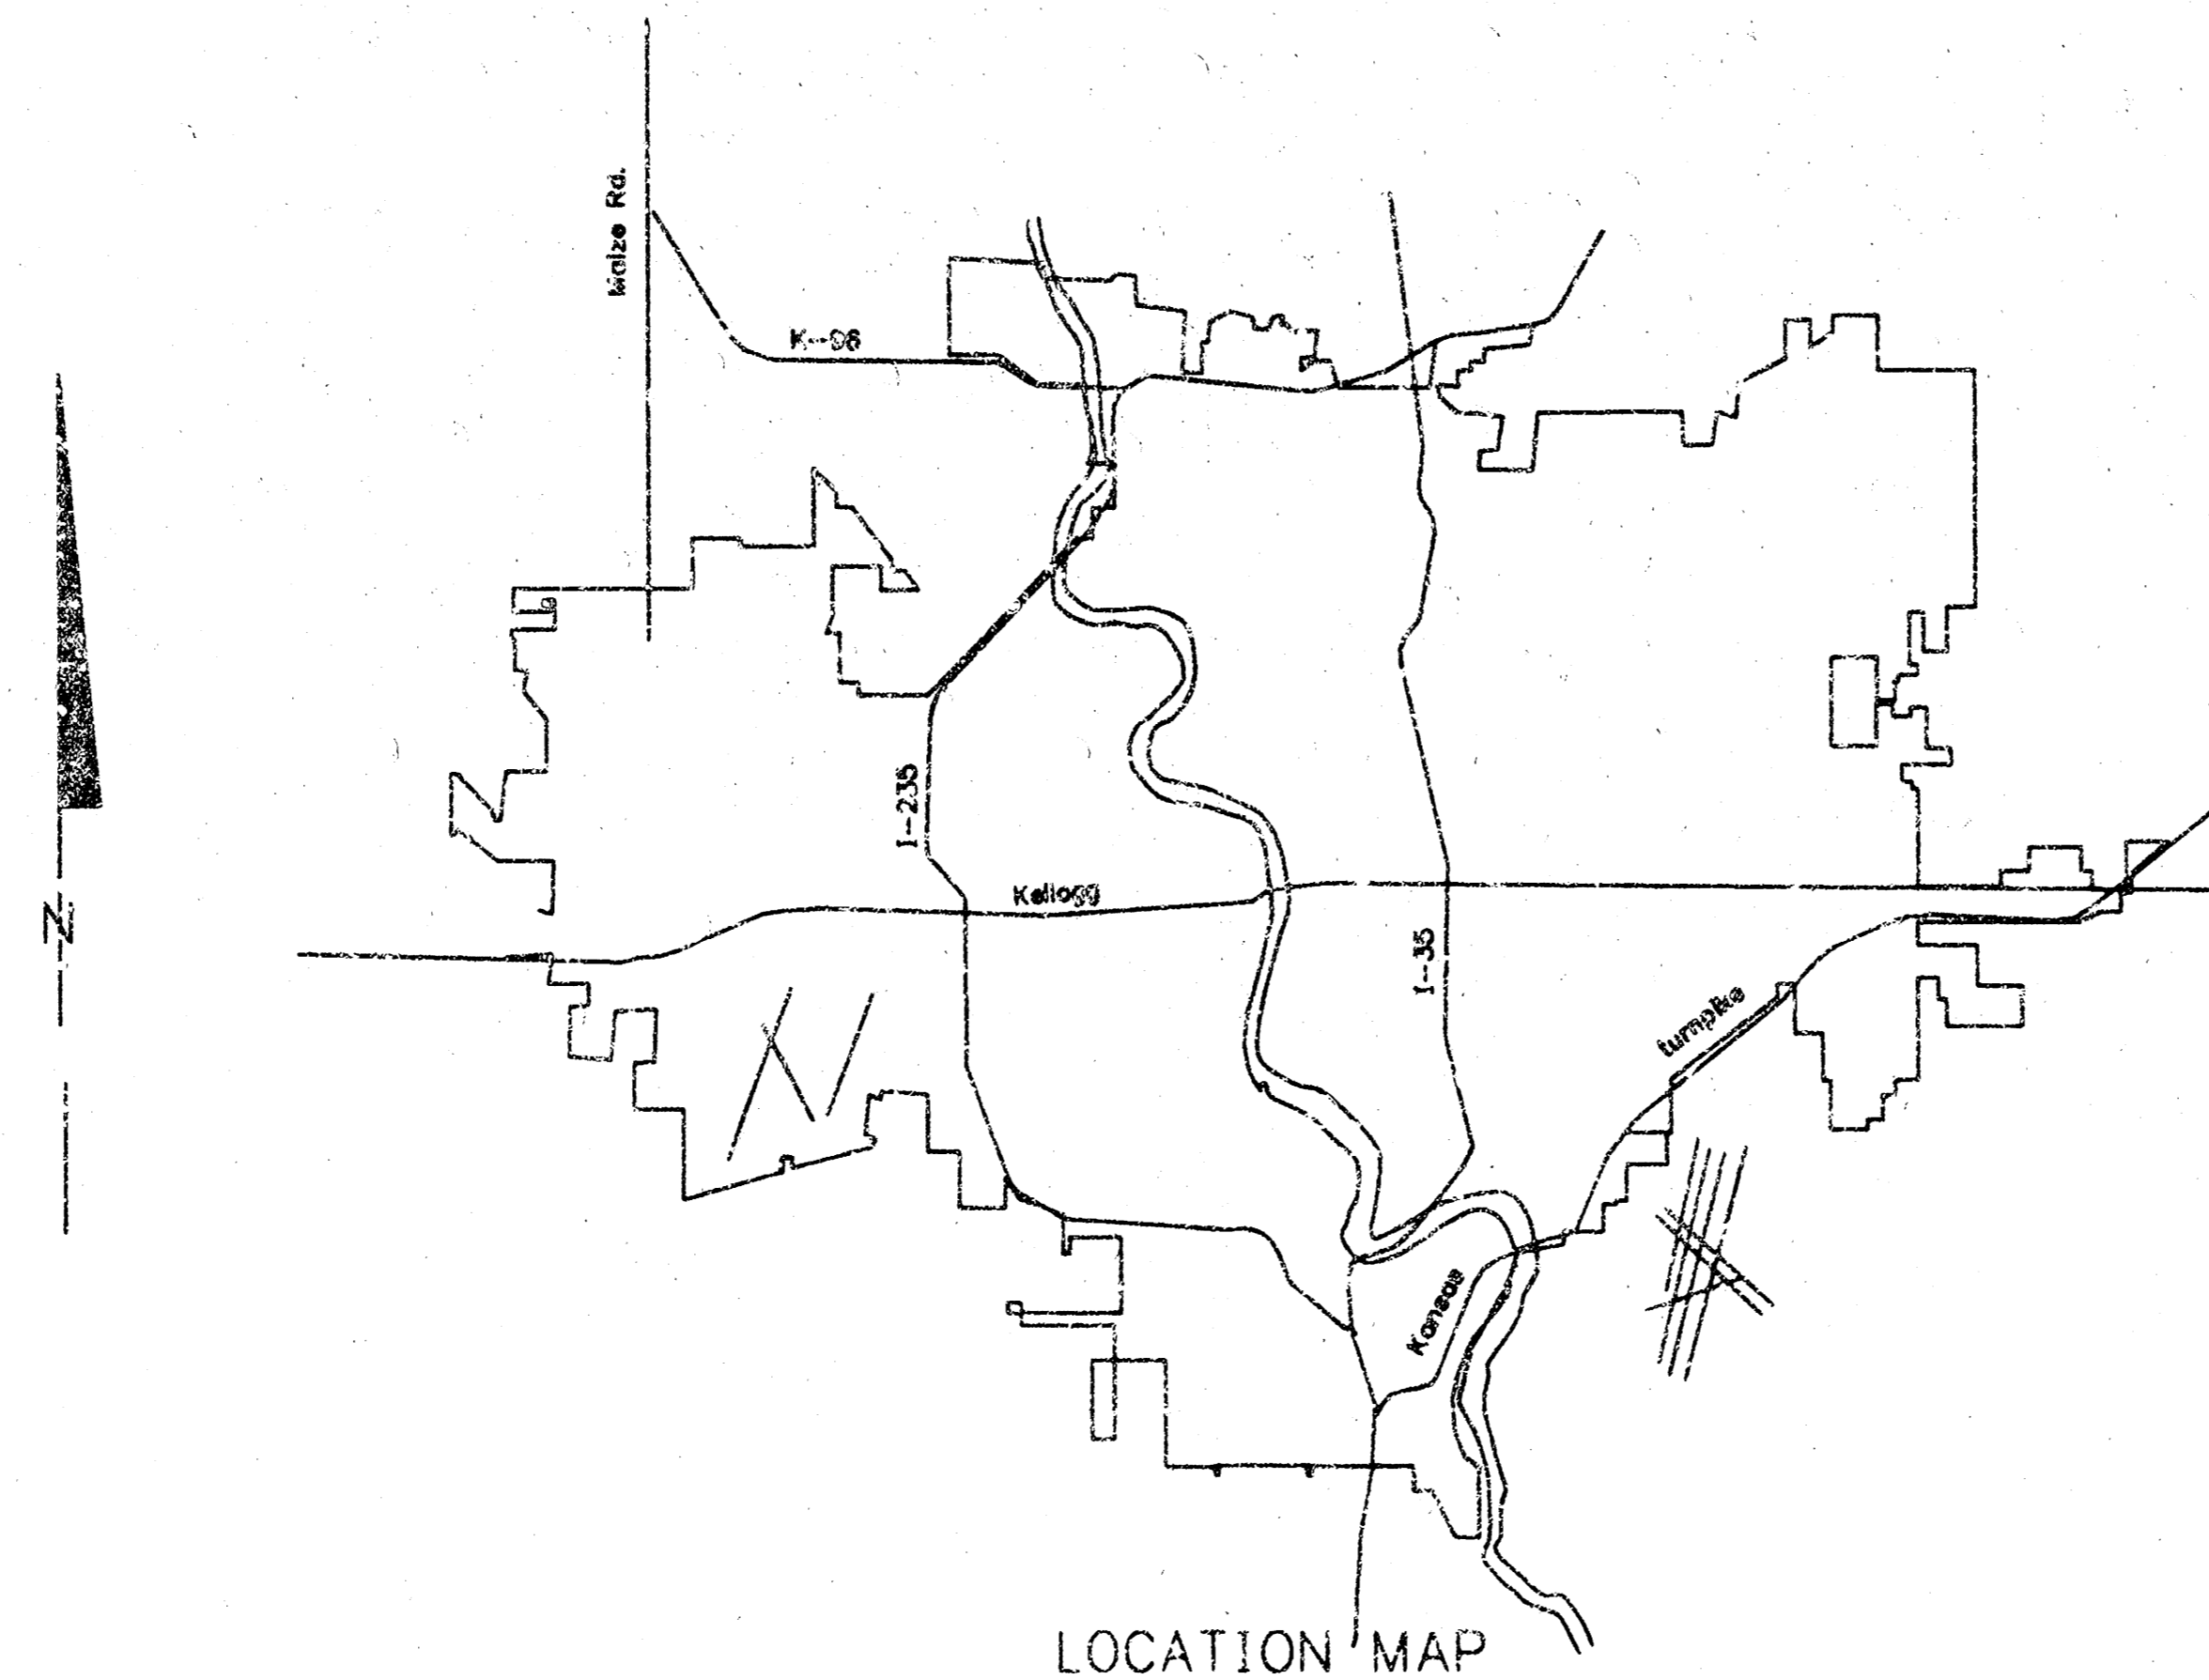 Maize Rd.
K-96
I-235
Kellogg
I-35
turnpike
Kansas
N
LOCATION MAP